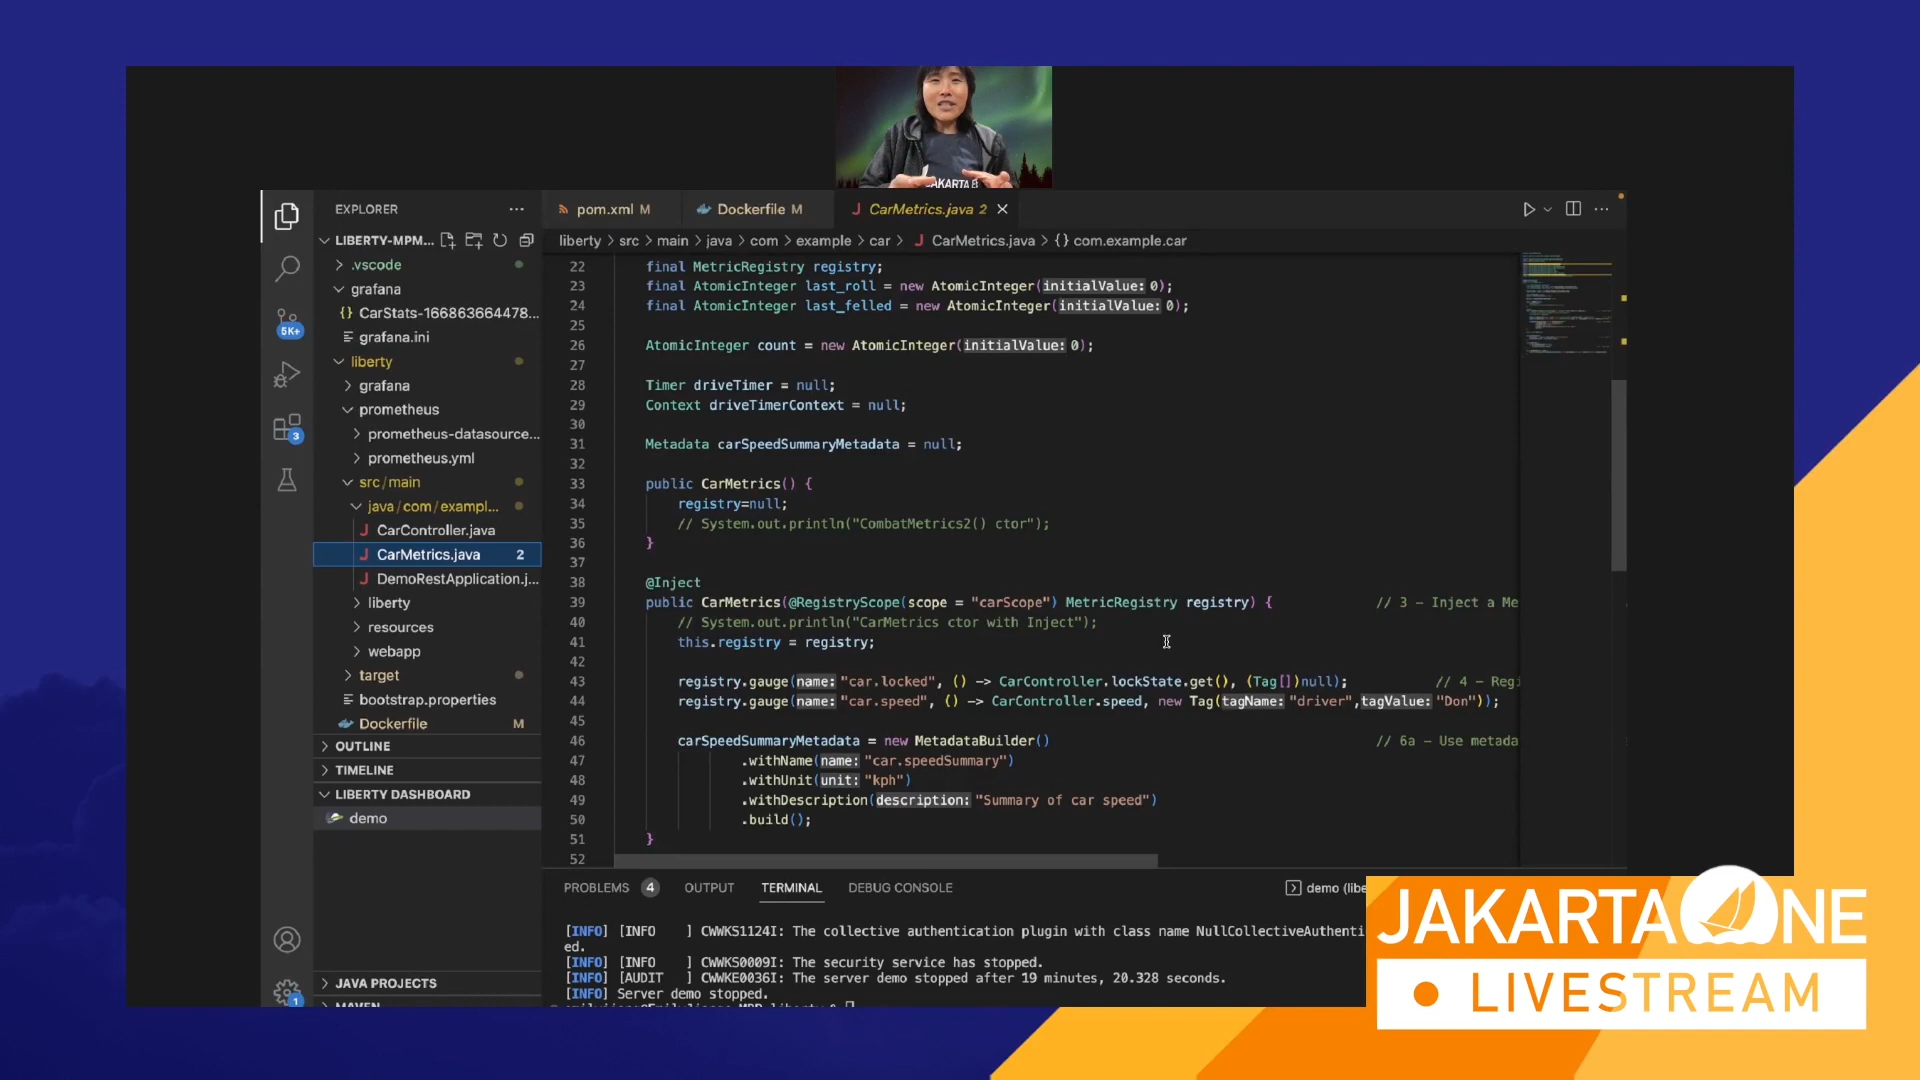 JAKARTA E
EXPLORER
pom.xml M
Dockerfile M
CarMetrics.java 2
LIBERTY-MPM...
liberty > src > main > java > com > example > car > CarMetrics.java > {} com.example.car
.vscode
grafana
CarStats-166863664478...
grafana.ini
liberty
grafana
prometheus
prometheus-datasource...
prometheus.yml
src/main
java/com/exampl...
CarController.java
CarMetrics.java 2
DemoRestApplication.j...
liberty
resources
webapp
target
bootstrap.properties
Dockerfile M
OUTLINE
TIMELINE
LIBERTY DASHBOARD
demo
JAVA PROJECTS
MAVEN
5K+
3
1
22 final MetricRegistry registry;
23 final AtomicInteger last_roll = new AtomicInteger(initialValue: 0);
24 final AtomicInteger last_felled = new AtomicInteger(initialValue: 0);
25
26 AtomicInteger count = new AtomicInteger(initialValue: 0);
27
28 Timer driveTimer = null;
29 Context driveTimerContext = null;
30
31 Metadata carSpeedSummaryMetadata = null;
32
33 public CarMetrics() {
34 registry=null;
35 // System.out.println("CombatMetrics2() ctor");
36 }
37
38 @Inject
39 public CarMetrics(@RegistryScope(scope = "carScope") MetricRegistry registry) { // 3 – Inject a Me
40 // System.out.println("CarMetrics ctor with Inject");
41 this.registry = registry;
42
43 registry.gauge(name: "car.locked", () -> CarController.lockState.get(), (Tag[])null); // 4 – Regi
44 registry.gauge(name: "car.speed", () -> CarController.speed, new Tag(tagName: "driver",tagValue: "Don"));
45
46 carSpeedSummaryMetadata = new MetadataBuilder() // 6a – Use metada
47 .withName(name: "car.speedSummary")
48 .withUnit(unit: "kph")
49 .withDescription(description: "Summary of car speed")
50 .build();
51 }
52
PROBLEMS 4 OUTPUT TERMINAL DEBUG CONSOLE demo (libe
[INFO] [INFO ] CWWKS1124I: The collective authentication plugin with class name NullCollectiveAuthenti
ed.
[INFO] [INFO ] CWWKS0009I: The security service has stopped.
[INFO] [AUDIT ] CWWKE0036I: The server demo stopped after 19 minutes, 20.328 seconds.
[INFO] Server demo stopped.
JAKARTAONE
LIVESTREAM